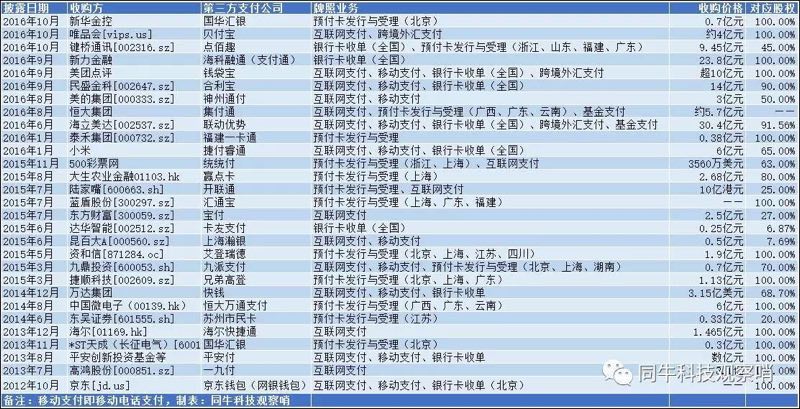 披露日期 收购方 第三方支付公司 牌照业务 收购价格 对应股权
2016年10月 新华金控 国华汇银 预付卡发行与受理（北京） 0.7亿元 100.00%
2016年10月 唯品会[vips.us] 贝付宝 互联网支付、跨境外汇支付 约4亿元 100.00%
2016年10月 键桥通讯[002316.sz] 点佰趣 银行卡收单（全国）、预付卡发行与受理（浙江、山东、福建、广东） 9.45亿元 45.00%
2016年9月 新力金融 海科融通（支付通） 银行卡收单（全国） 23.8亿元 100.00%
2016年9月 美团点评 钱袋宝 互联网支付、移动支付、银行卡收单（全国）、跨境外汇支付 超10亿元 100.00%
2016年9月 民盛金科[002647.sz] 合利宝 互联网支付、移动支付、银行卡收单（全国） 14亿元 90.00%
2016年8月 美的集团[000333.sz] 神州通付 互联网支付、移动支付、银行卡收单（全国） 3亿元 50.00%
2016年8月 恒大集团 集付通 互联网支付、预付卡发行与受理（广西、广东、云南）、基金支付 约5.7亿元 ——
2016年6月 海立美达[002537.sz] 联动优势 互联网支付、移动支付、银行卡收单（全国）、跨境外汇支付、基金支付 30.4亿元 91.56%
2016年1月 泰禾集团[000732.sz] 福建一卡通 预付卡发行与受理 0.38亿元 100.00%
2016年1月 小米 捷付睿通 互联网支付、移动支付、银行卡收单（全国） 6亿元 65.00%
2015年11月 500彩票网 统统付 预付卡发行与受理（浙江、上海）、互联网支付 3560万美元 63.00%
2015年8月 大生农业金融01103.hk 赢点卡 预付卡发行与受理（上海） 2.68亿元 80.00%
2015年7月 陆家嘴[600663.sh] 开联通 预付卡发行与受理（全国）、互联网支付 10亿港元 25.00%
2015年7月 蓝盾股份[300297.sz] 汇通宝 预付卡发行与受理（上海、广东、福建） —— 100.00%
2015年7月 东方财富[300059.sz] 宝付 互联网支付 2.5亿元 27.00%
2015年6月 达华智能[002512.sz] 卡友支付 银行卡收单（全国） 0.25亿元 6.87%
2015年6月 昆百大A[000560.sz] 上海瀚银 互联网支付、移动支付 0.5亿元 7.69%
2015年5月 资和信[871284.oc] 艾登瑞德 预付卡发行与受理（北京、上海、江苏、四川） 1.9亿元 100.00%
2015年3月 九鼎投资[600053.sh] 九派支付 互联网支付、移动支付、预付卡发行与受理（北京、上海、湖南） 0.7亿元 70.00%
2015年3月 捷顺科技[002609.sz] 兄弟高登 预付卡发行与受理 1.13亿元 100.00%
2014年12月 万达集团 快钱 互联网支付、移动支付、银行卡收单 3.15亿美元 68.70%
2014年8月 中国微电子（00139.hk） 恒大万通支付 预付卡发行与受理（广西、广东、云南） 6亿元 100.00%
2014年6月 东吴证券[601555.sh] 苏州市民卡 预付卡发行与受理（江苏） 0.33亿元 20.00%
2013年12月 海尔[01169.hk] 海尔快捷通 互联网支付 1.465亿元 100.00%
2013年11月 *ST天成（长征电气）[6001 国华汇银 预付卡发行与受理（北京） 0.3亿元 100.00%
2013年8月 平安创新投资基金等 平安付 互联网支付、移动支付、银行卡收单 数亿元 100.00%
2013年7月 高鸿股份[000851.sz] 一九付 互联网支付 100.00%
2012年10月 京东[jd.us] 京东钱包（网银钱包） 互联网支付、移动支付、银行卡收单 100.00%
备注：移动支付即移动电话支付，制表：同牛科技观察哨
同牛科技观察哨